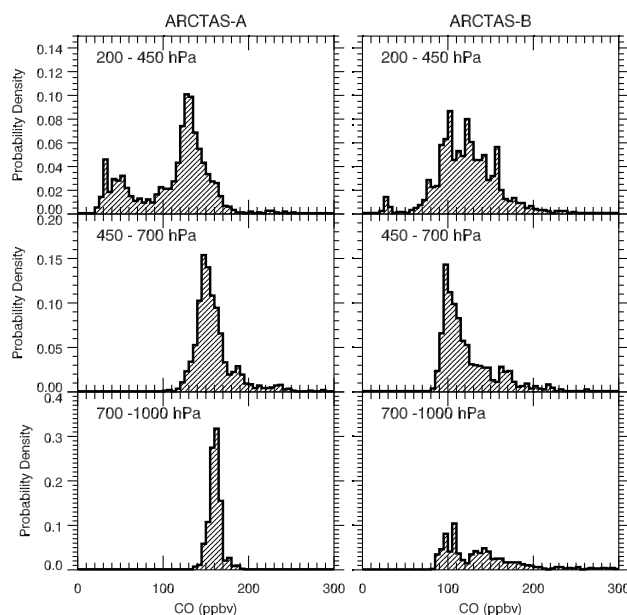 ARCTAS-A
ARCTAS-B
0.14
0.12
0.10
0.08
0.06
0.04
0.02
0.00
Probability Density
200 - 450 hPa
200 - 450 hPa
0.20
0.15
0.10
0.05
0.00
Probability Density
450 - 700 hPa
450 - 700 hPa
0.4
0.3
0.2
0.1
0.0
Probability Density
700 -1000 hPa
700 -1000 hPa
0 100 200 300
0 100 200 300
CO (ppbv)
CO (ppbv)